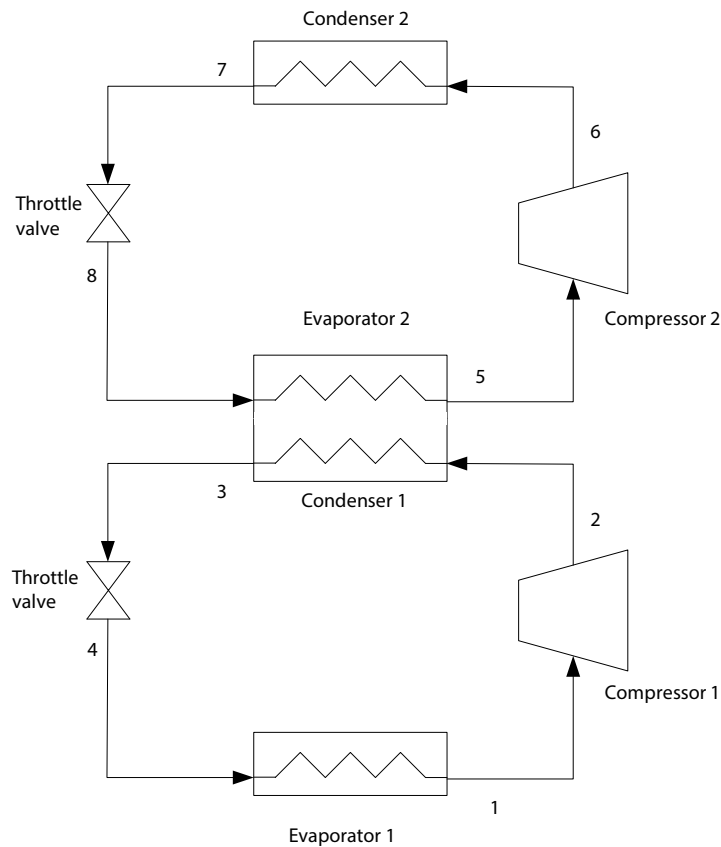 Condenser 2
7
6
Throttle
valve
8
Evaporator 2
Compressor 2
5
3
Condenser 1
2
Throttle
valve
4
Compressor 1
1
Evaporator 1